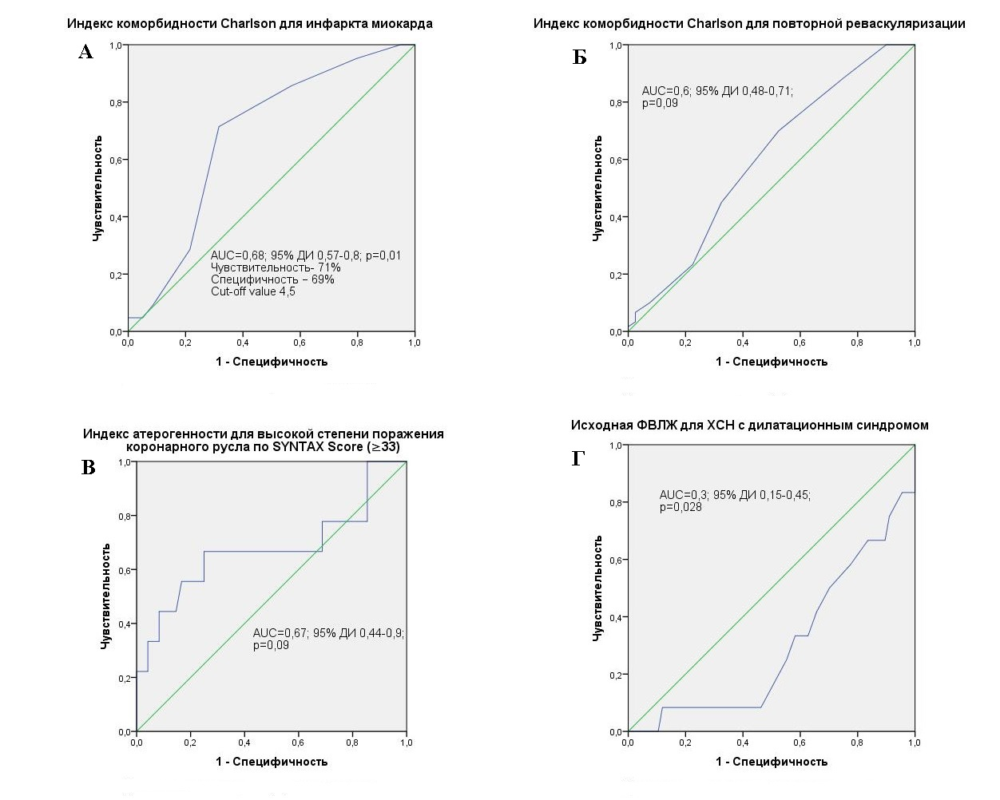 Индекс коморбидности Charlson для инфаркта миокарда
А
1,0
0,8
0,6
0,4
0,2
0,0
Чувствительность
AUC=0,68; 95% ДИ 0,57-0,8; p=0,01
Чувствительность- 71%
Специфичность – 69%
Cut-off value 4,5
0,0 0,2 0,4 0,6 0,8 1,0
1 - Специфичность
Индекс коморбидности Charlson для повторной реваскуляризации
Б
1,0
0,8
0,6
0,4
0,2
0,0
Чувствительность
AUC=0,6; 95% ДИ 0,48-0,71;
p=0,09
0,0 0,2 0,4 0,6 0,8 1,0
1 - Специфичность
Индекс атерогенности для высокой степени поражения
коронарного русла по SYNTAX Score (≥33)
В
1,0
0,8
0,6
0,4
0,2
0,0
Чувствительность
AUC=0,67; 95% ДИ 0,44-0,9;
p=0,09
0,0 0,2 0,4 0,6 0,8 1,0
1 - Специфичность
Исходная ФВЛЖ для ХСН с дилатационным синдромом
Г
1,0
0,8
0,6
0,4
0,2
0,0
Чувствительность
AUC=0,3; 95% ДИ 0,15-0,45;
p=0,028
0,0 0,2 0,4 0,6 0,8 1,0
1 - Специфичность